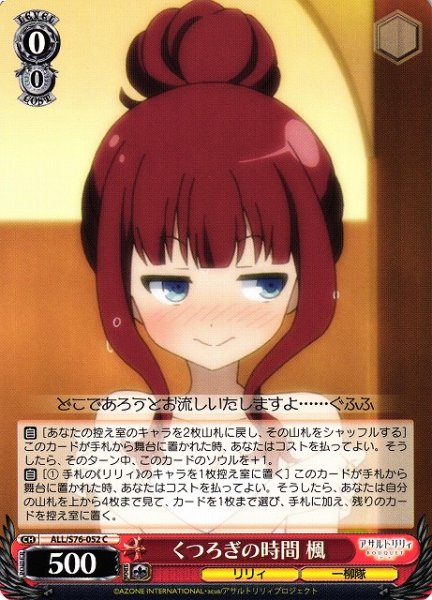 LEVEL
0
0
COST
どこであろうとお流しいたしますよ……ぐふふ
自 [あなたの控え室のキャラを2枚山札に戻し、その山札をシャッフルする]
このカードが手札から舞台に置かれた時、あなたはコストを払ってよい。そうしたら、そのターン中、このカードのソウルを+1。
自 [① 手札の《リリィ》のキャラを1枚控え室に置く] このカードが手札から舞台に置かれた時、あなたはコストを払ってよい。そうしたら、あなたは自分の山札を上から4枚まで見て、カードを1枚まで選び、手札に加え、残りのカードを控え室に置く。
CH
ALL/S76-052 C
POWER
500
くつろぎの時間 楓
リリィ
一柳隊
アサルトリリィ
BOUQUET
©AZONE INTERNATIONAL・acus/アサルトリリィプロジェクト